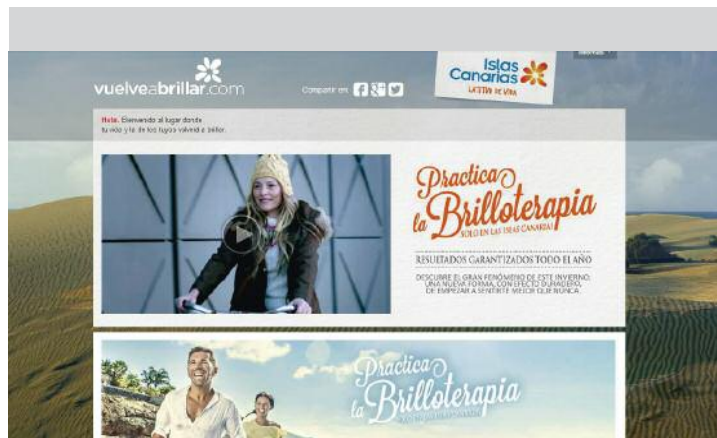 vuelveabrillar.com
Compartir en:
Islas
Canarias
LATITUD DE VIDA
Hola. Bienvenido al lugar donde
tu vida y la de los tuyos volverá a brillar.
Practica
la Brilloterapia
SOLO EN LAS ISLAS CANARIAS
RESULTADOS GARANTIZADOS TODO EL AÑO
DESCUBRE EL GRAN FENÓMENO DE ESTE INVIERNO,
UNA NUEVA FORMA, CON EFECTO DURADERO,
DE EMPEZAR A SENTIRTE MEJOR QUE NUNCA.
Practica
la Brilloterapia